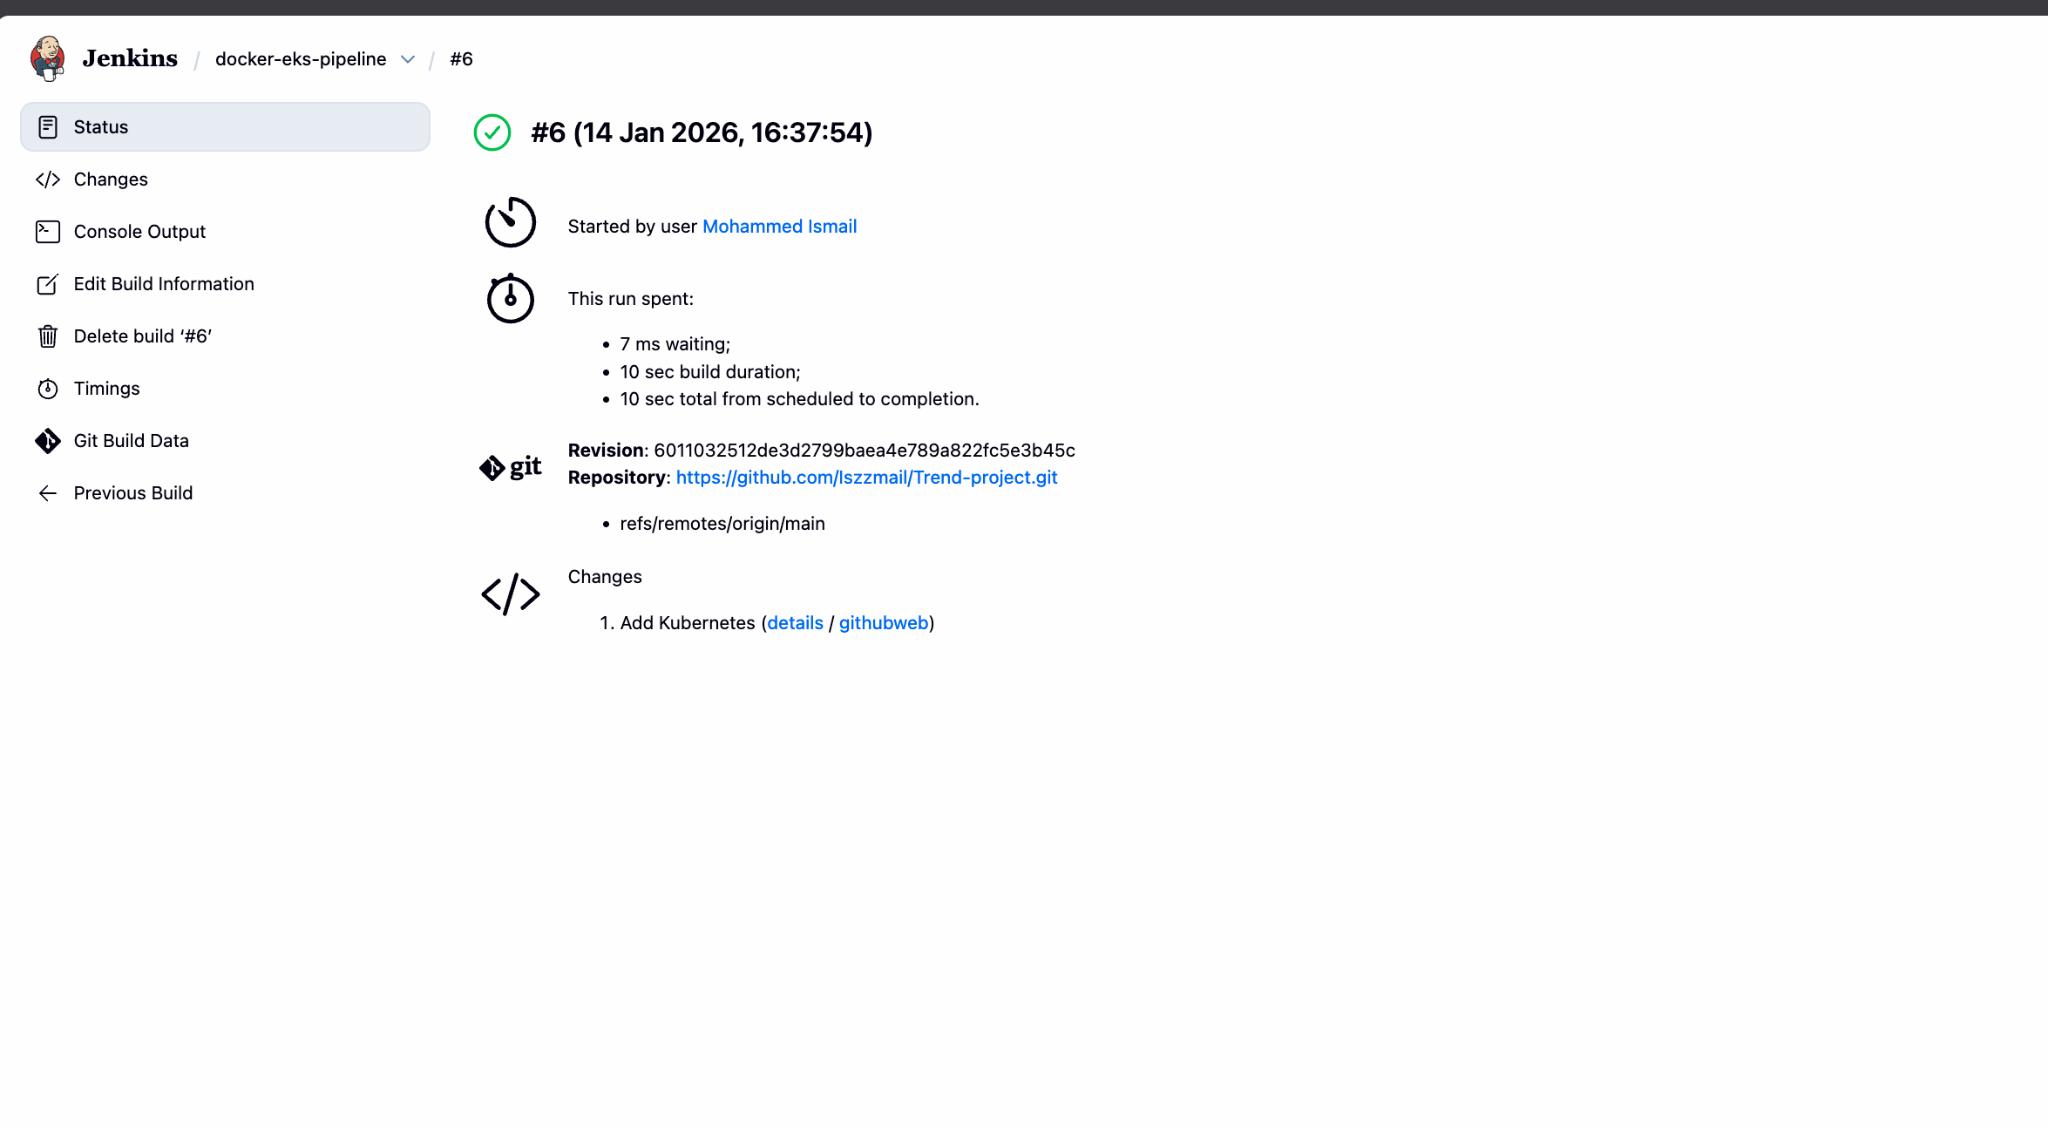 Jenkins / docker-eks-pipeline / #6
Status
Changes
Console Output
Edit Build Information
Delete build ‘#6’
Timings
Git Build Data
Previous Build
#6 (14 Jan 2026, 16:37:54)
Started by user Mohammed Ismail
This run spent:
• 7 ms waiting;
• 10 sec build duration;
• 10 sec total from scheduled to completion.
git
Revision: 6011032512de3d2799baea4e789a822fc5e3b45c
Repository: https://github.com/Iszzmail/Trend-project.git
• refs/remotes/origin/main
Changes
1. Add Kubernetes (details / githubweb)